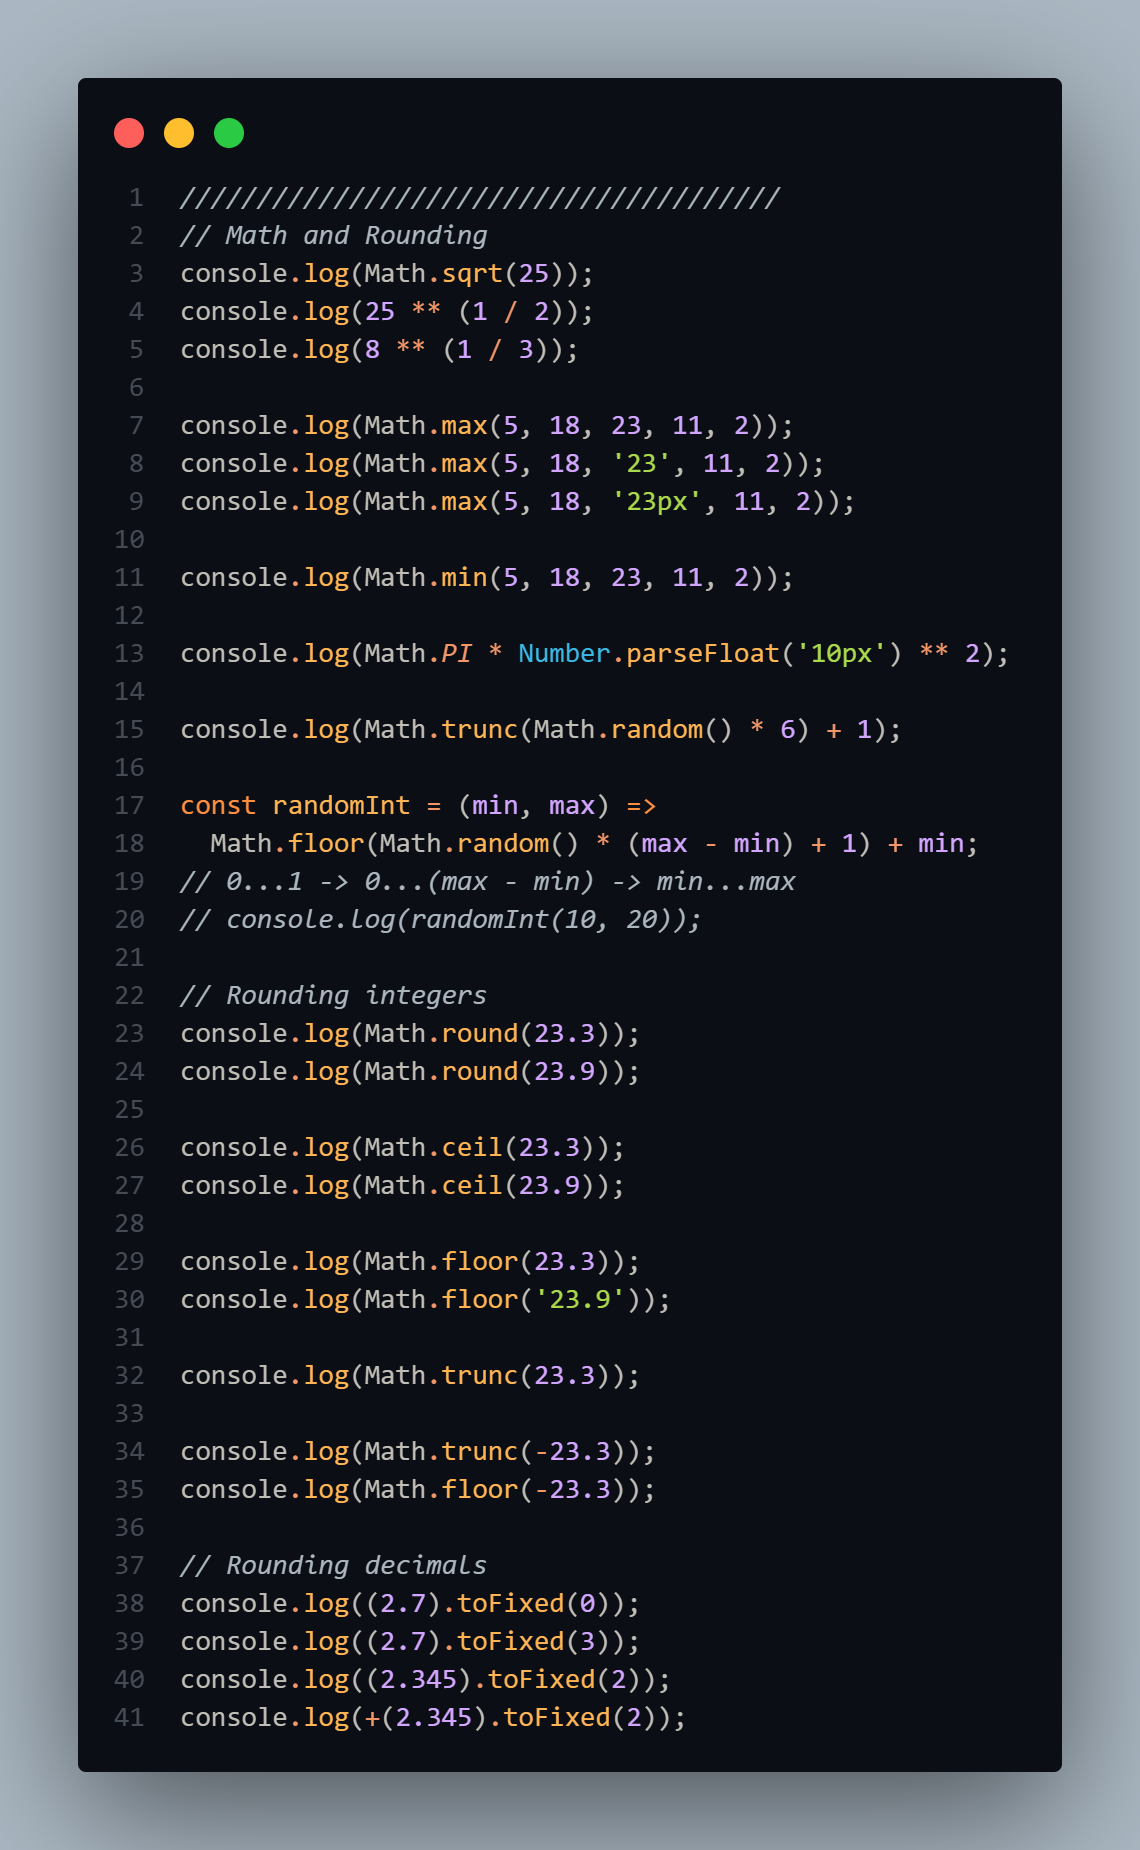 1 ///////////////////////////////////////
2 // Math and Rounding
3 console.log(Math.sqrt(25));
4 console.log(25 ** (1 / 2));
5 console.log(8 ** (1 / 3));
6
7 console.log(Math.max(5, 18, 23, 11, 2));
8 console.log(Math.max(5, 18, '23', 11, 2));
9 console.log(Math.max(5, 18, '23px', 11, 2));
10
11 console.log(Math.min(5, 18, 23, 11, 2));
12
13 console.log(Math.PI * Number.parseFloat('10px') ** 2);
14
15 console.log(Math.trunc(Math.random() * 6) + 1);
16
17 const randomInt = (min, max) =>
18   Math.floor(Math.random() * (max - min) + 1) + min;
19 // 0...1 -> 0...(max - min) -> min...max
20 // console.log(randomInt(10, 20));
21
22 // Rounding integers
23 console.log(Math.round(23.3));
24 console.log(Math.round(23.9));
25
26 console.log(Math.ceil(23.3));
27 console.log(Math.ceil(23.9));
28
29 console.log(Math.floor(23.3));
30 console.log(Math.floor('23.9'));
31
32 console.log(Math.trunc(23.3));
33
34 console.log(Math.trunc(-23.3));
35 console.log(Math.floor(-23.3));
36
37 // Rounding decimals
38 console.log((2.7).toFixed(0));
39 console.log((2.7).toFixed(3));
40 console.log((2.345).toFixed(2));
41 console.log(+(2.345).toFixed(2));